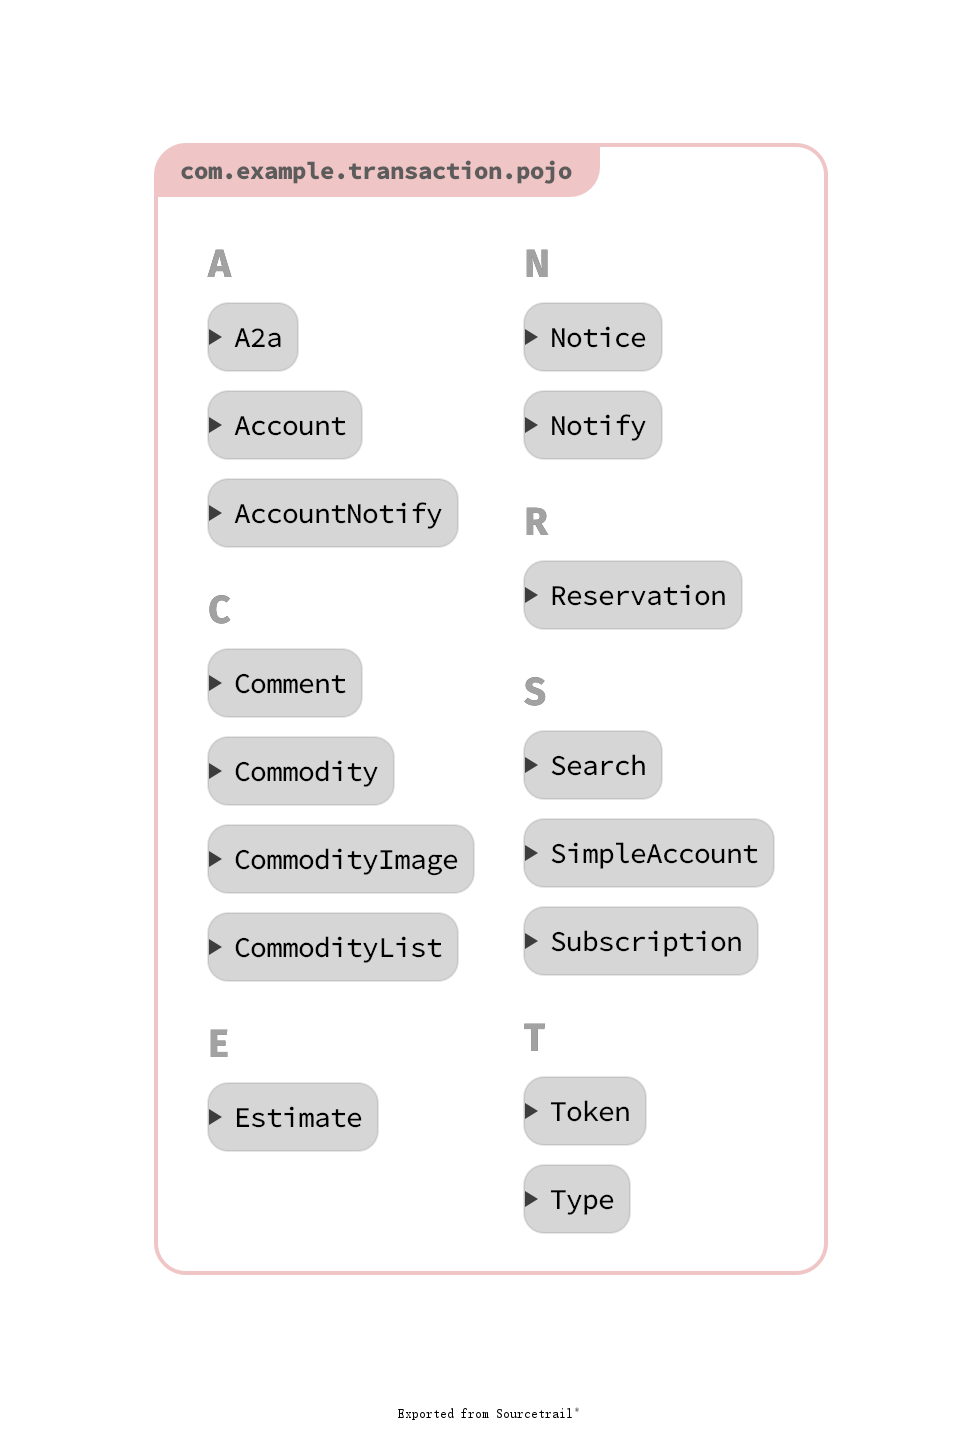 com.example.transaction.pojo
A
A2a
Account
AccountNotify
C
Comment
Commodity
CommodityImage
CommodityList
E
Estimate
N
Notice
Notify
R
Reservation
S
Search
SimpleAccount
Subscription
T
Token
Type
Exported from Sourcetrail®